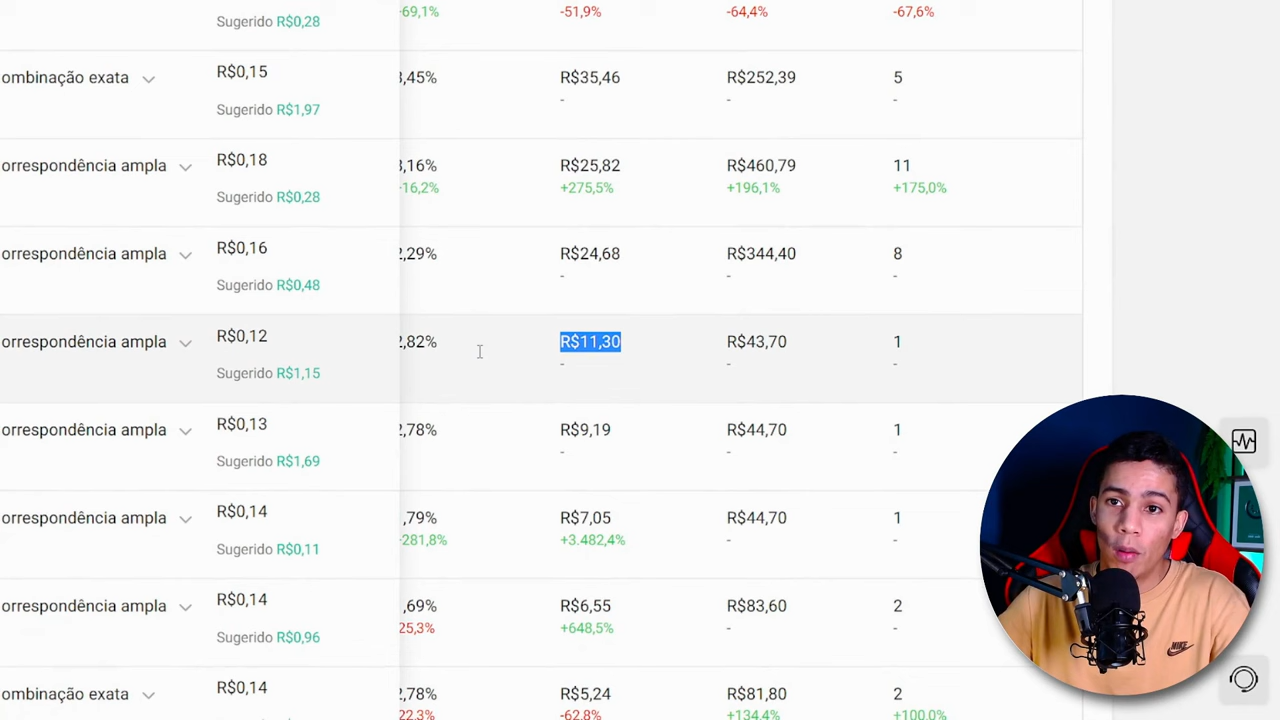 Sugerido R$0,28
69,1%
-51,9%
-64,4%
-67,6%
ombinação exata
R$0,15
Sugerido R$1,97
,45%
R$35,46
-
R$252,39
-
5
-
orrespondência ampla
R$0,18
Sugerido R$0,28
,16%
16,2%
R$25,82
+275,5%
R$460,79
+196,1%
11
+175,0%
orrespondência ampla
R$0,16
Sugerido R$0,48
2,29%
R$24,68
-
R$344,40
-
8
-
orrespondência ampla
R$0,12
Sugerido R$1,15
2,82%
R$11,30
-
R$43,70
-
1
-
orrespondência ampla
R$0,13
Sugerido R$1,69
2,78%
R$9,19
-
R$44,70
-
1
-
orrespondência ampla
R$0,14
Sugerido R$0,11
,79%
281,8%
R$7,05
+3.482,4%
R$44,70
-
1
-
orrespondência ampla
R$0,14
Sugerido R$0,96
,69%
25,3%
R$6,55
+648,5%
R$83,60
-
2
-
ombinação exata
R$0,14
2,78%
22,3%
R$5,24
-62,8%
R$81,80
+134,4%
2
+100,0%
NIKE